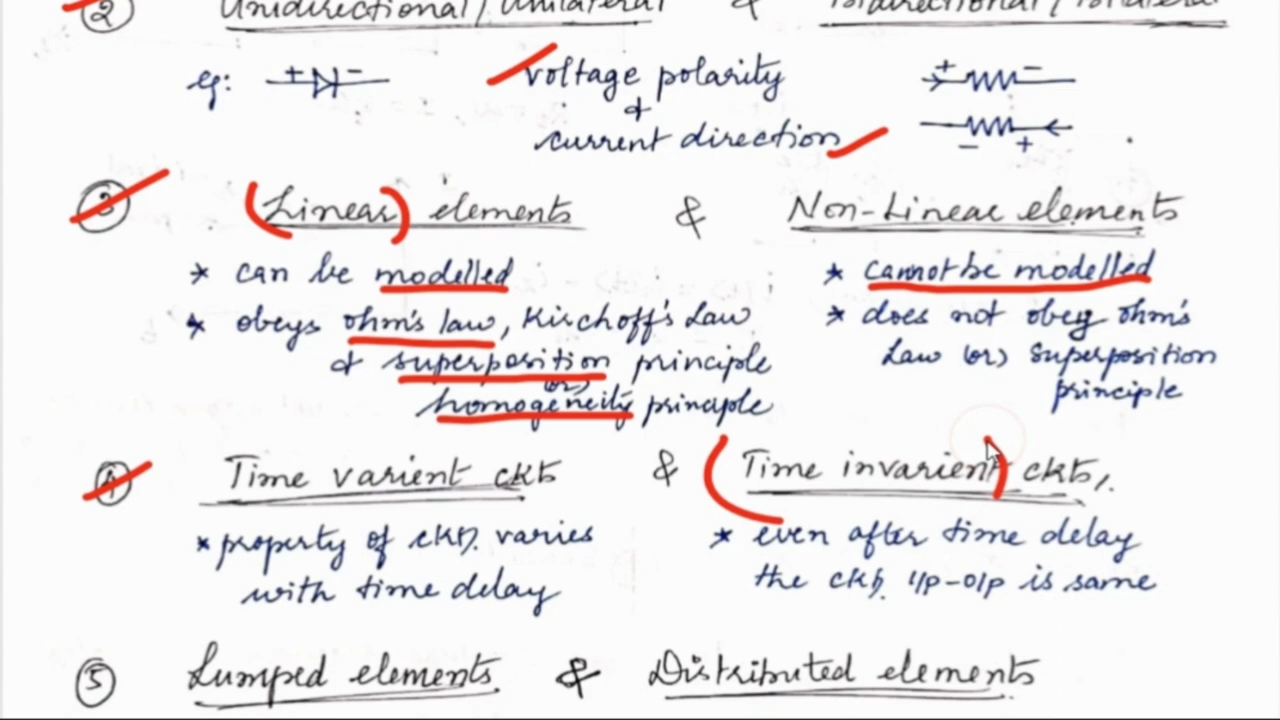 ② Unidirectional/Unilateral & Bidirectional/Bilateral
eg: + - voltage polarity + -
&
current direction - +
③ Linear elements & Non-Linear elements
* can be modelled * cannot be modelled
* obeys ohm's law, Kirchoff's Law * does not obey ohm's
& superposition principle Law (or) superposition
(or) principle
homogeneity principle
④ Time varient ckts & Time invarient ckts,
* property of ckt. varies * even after time delay
with time delay the ckt. i/p-o/p is same
⑤ Lumped elements & Distributed elements